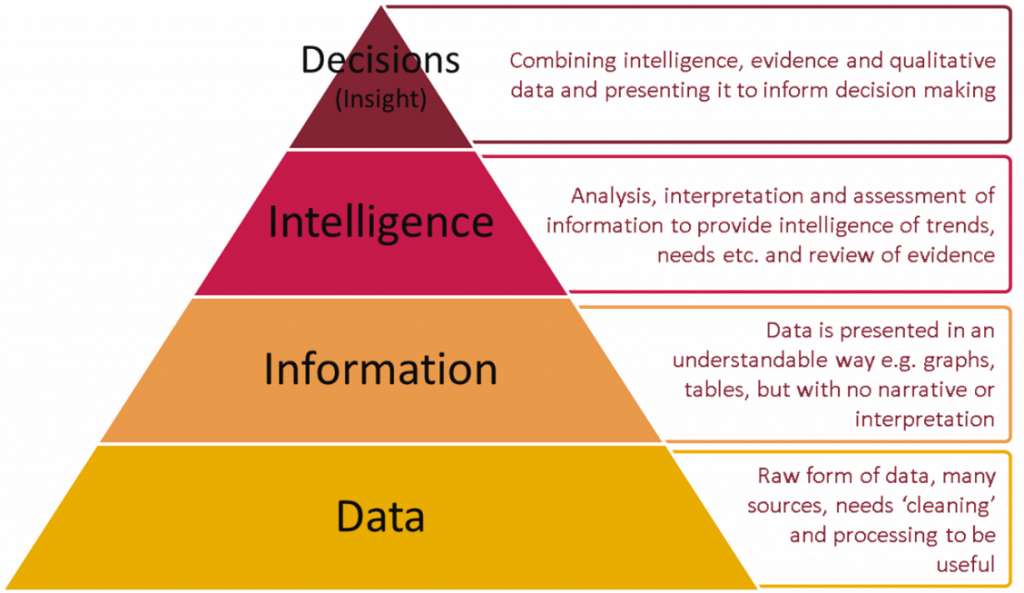 Decisions
(Insight)
Combining intelligence, evidence and qualitative
data and presenting it to inform decision making
Intelligence
Analysis, interpretation and assessment of
information to provide intelligence of trends,
needs etc. and review of evidence
Information
Data is presented in an
understandable way e.g. graphs,
tables, but with no narrative or
interpretation
Data
Raw form of data, many
sources, needs ‘cleaning’
and processing to be
useful